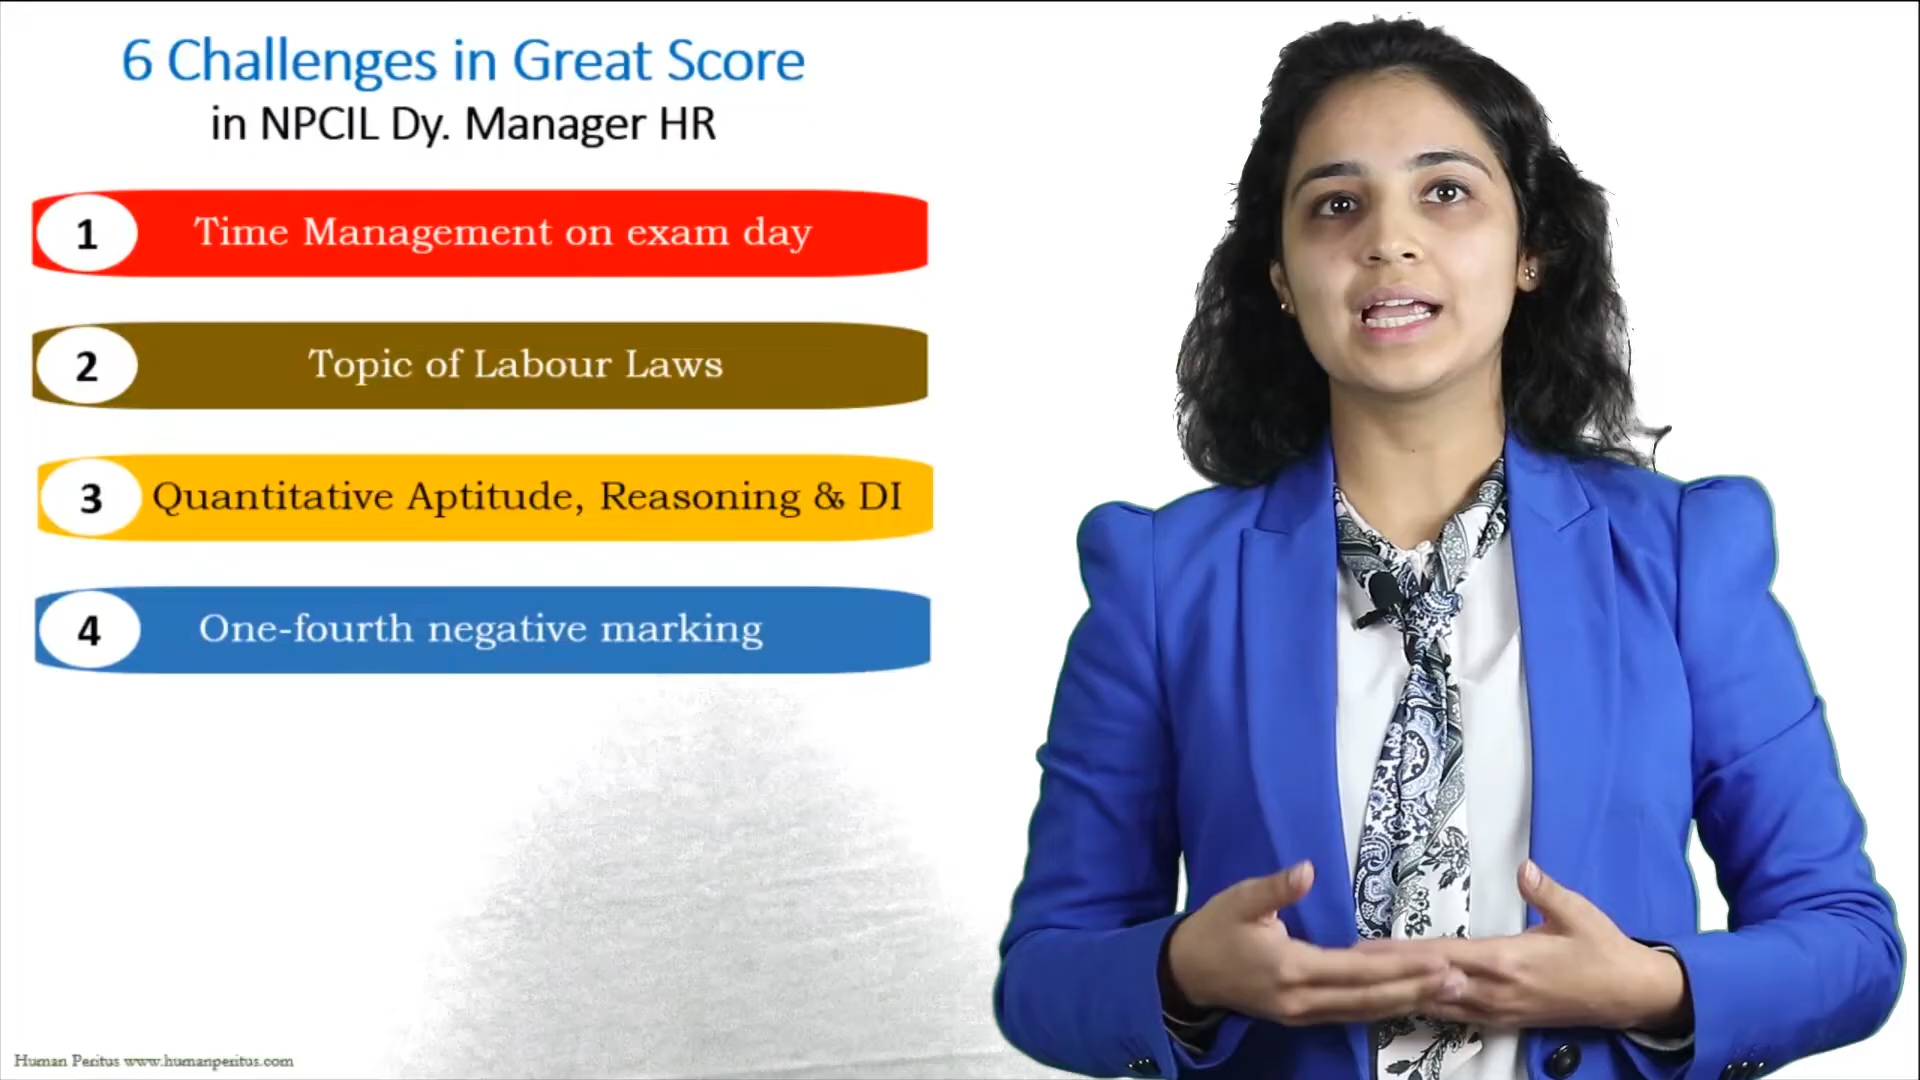 6 Challenges in Great Score
in NPCIL Dy. Manager HR
1 Time Management on exam day
2 Topic of Labour Laws
3 Quantitative Aptitude, Reasoning & DI
4 One-fourth negative marking
Human Peritus www.humanperitus.com